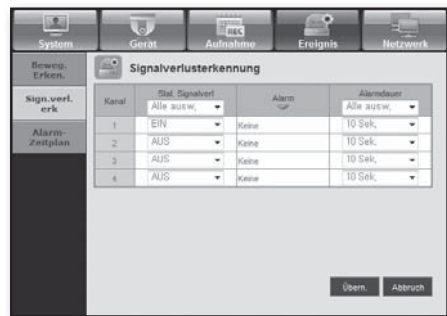 REC
System Gerät Aufnahme Ereignis Netzwerk
Beweg. Erken.
Sign.verl. erk
Alarm-Zeitplan
Signalverlusterkennung
Kanal Stat. Signalverl Alarm Alarmdauer
Alle ausw. Alle ausw.
1 EIN Keine 10 Sek.
2 AUS Keine 10 Sek.
3 AUS Keine 10 Sek.
4 AUS Keine 10 Sek.
Übern. Abbruch